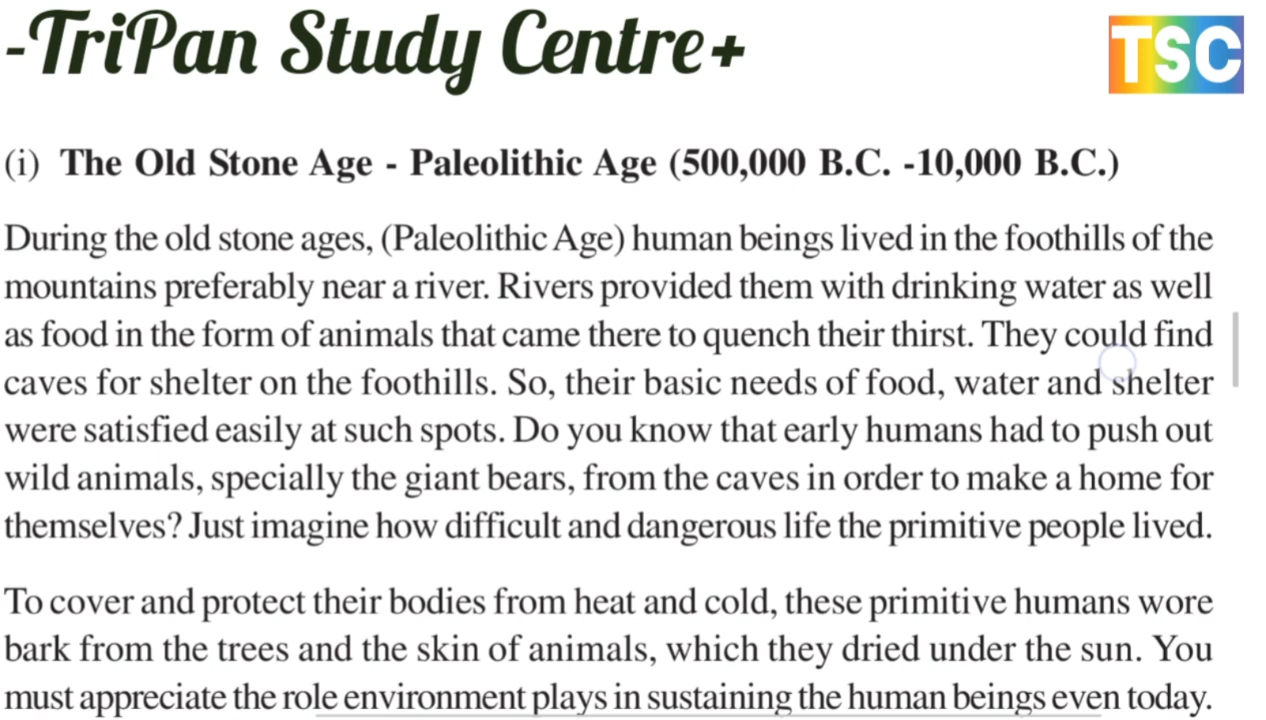 -TriPan Study Centre+
TSC
(i) The Old Stone Age - Paleolithic Age (500,000 B.C. -10,000 B.C.)
During the old stone ages, (Paleolithic Age) human beings lived in the foothills of the
mountains preferably near a river. Rivers provided them with drinking water as well
as food in the form of animals that came there to quench their thirst. They could find
caves for shelter on the foothills. So, their basic needs of food, water and shelter
were satisfied easily at such spots. Do you know that early humans had to push out
wild animals, specially the giant bears, from the caves in order to make a home for
themselves? Just imagine how difficult and dangerous life the primitive people lived.
To cover and protect their bodies from heat and cold, these primitive humans wore
bark from the trees and the skin of animals, which they dried under the sun. You
must appreciate the role environment plays in sustaining the human beings even today.